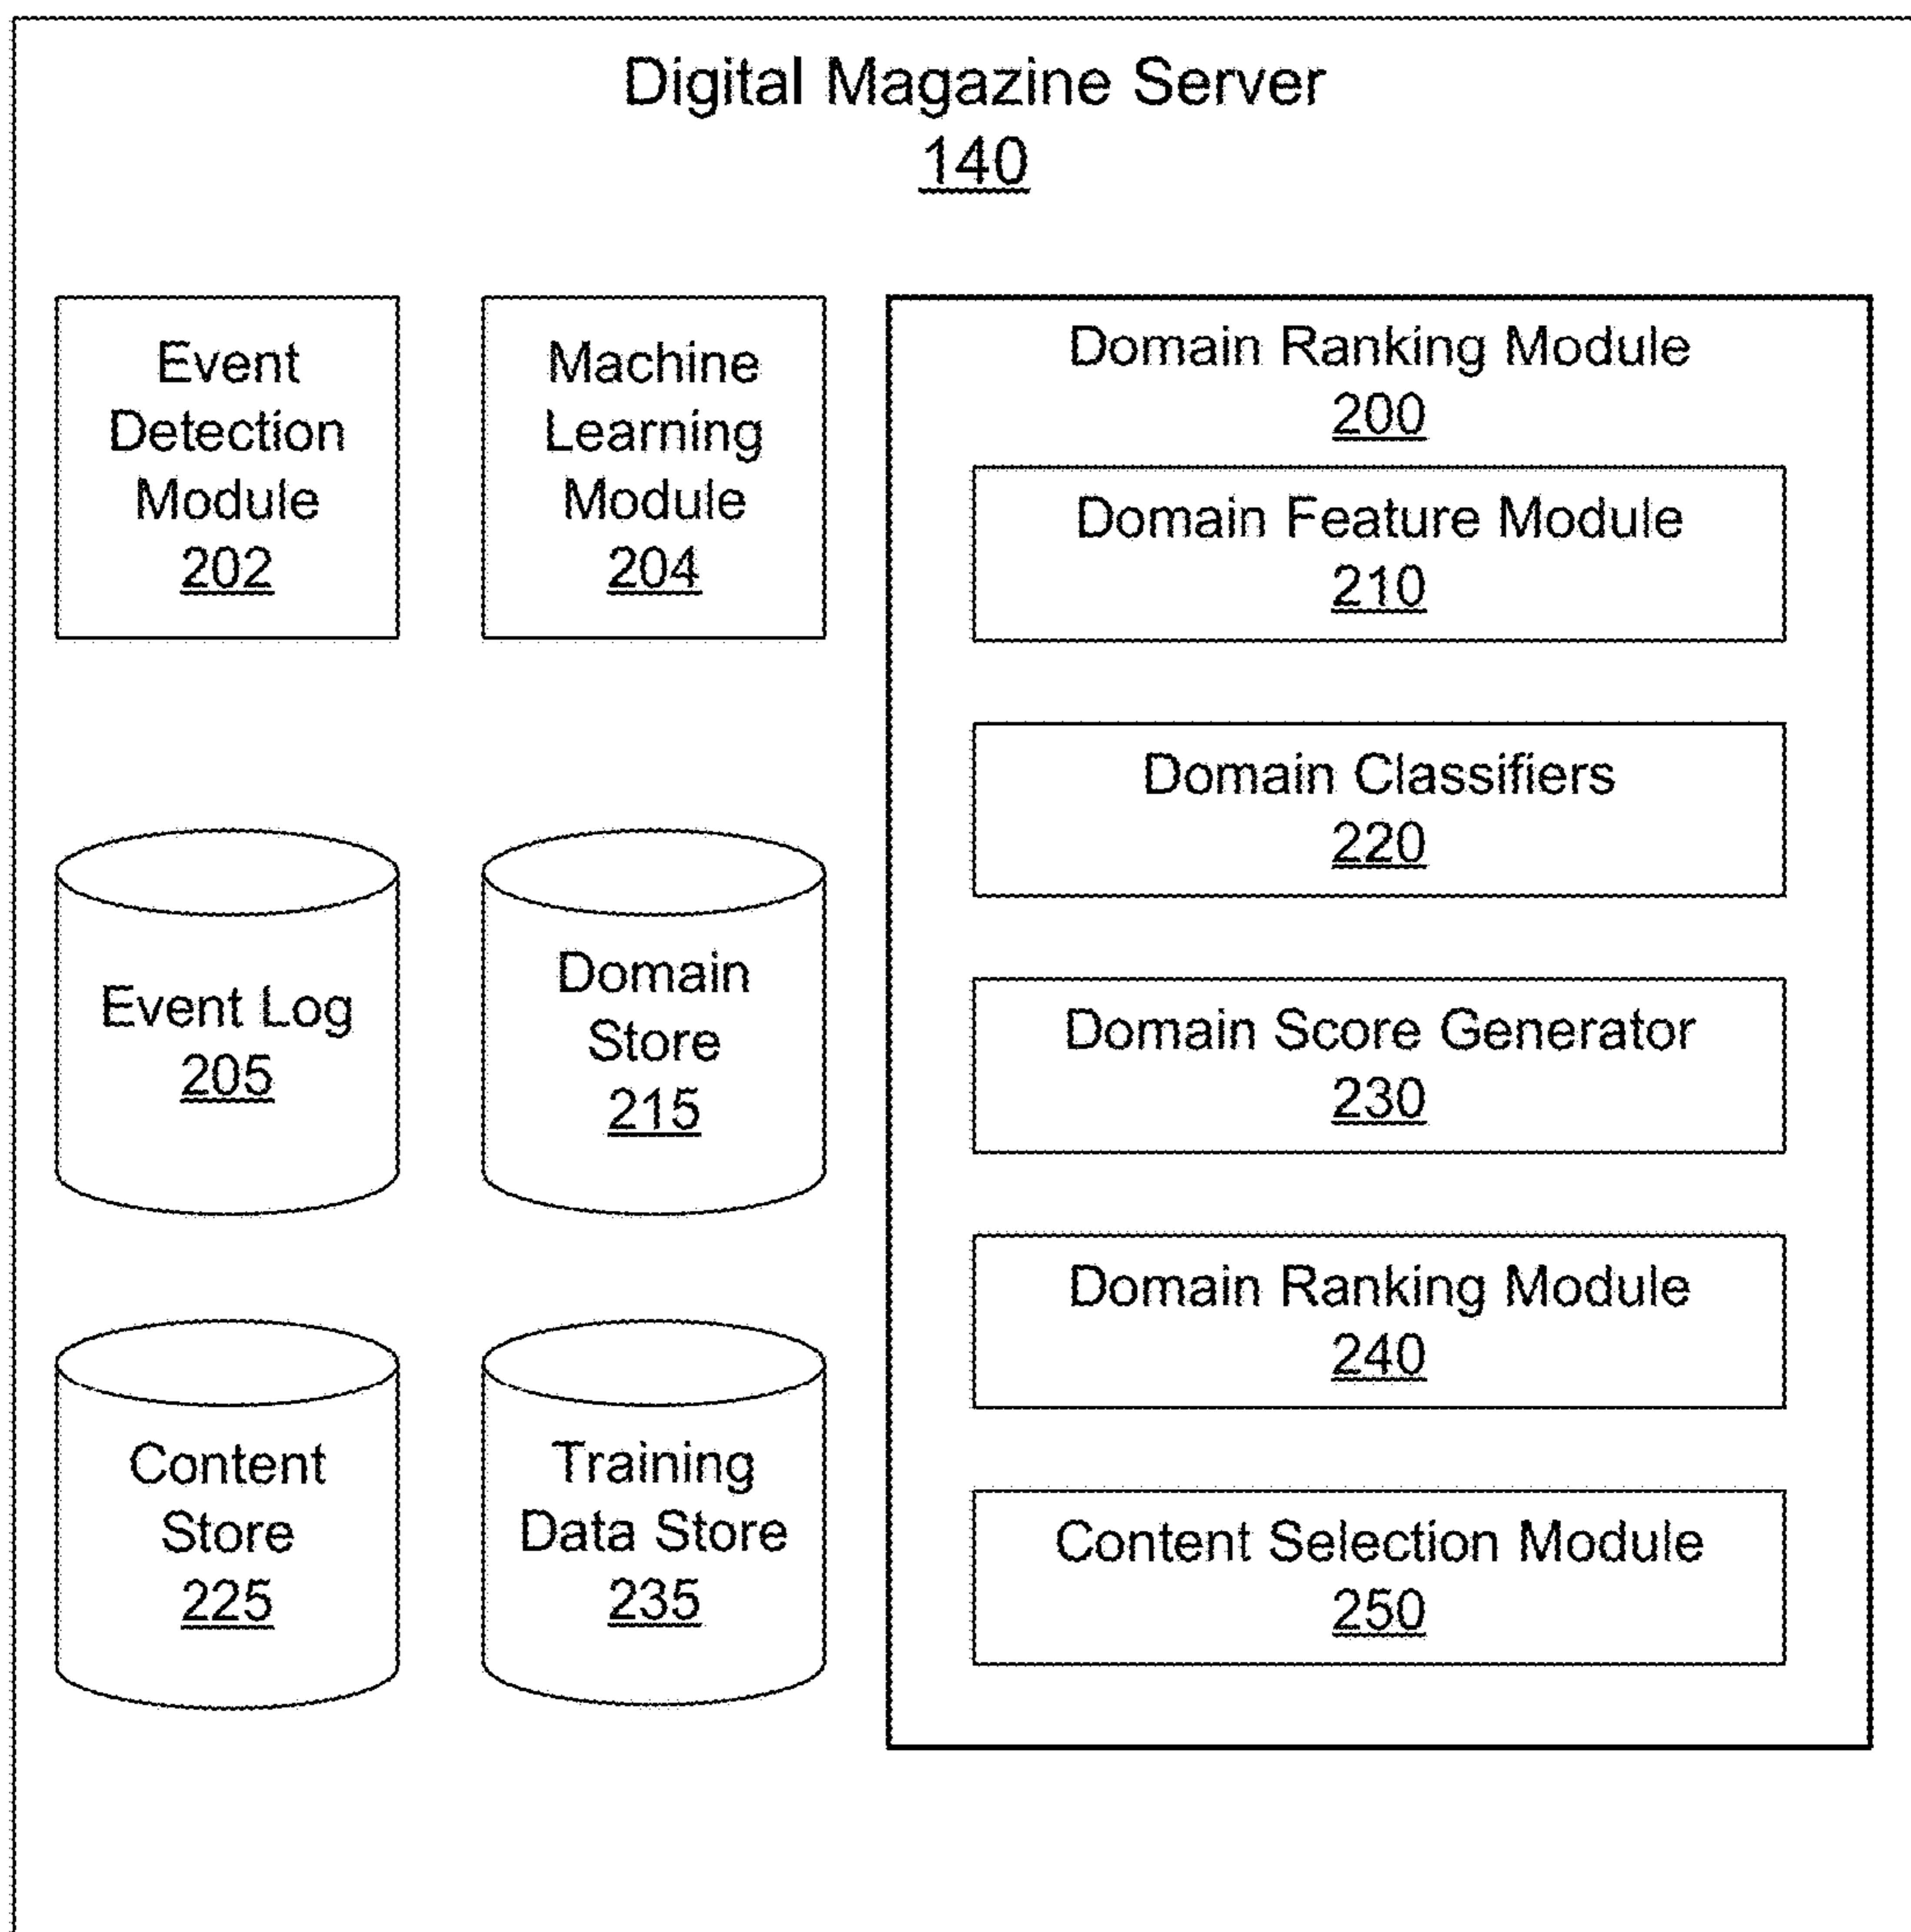 Digital Magazine Server
140
Event
Detection
Module
202
Machine
Learning
Module
204
Domain Ranking Module
200
Domain Feature Module
210
Domain Classifiers
220
Domain Score Generator
230
Domain Ranking Module
240
Content Selection Module
250
Event Log
205
Domain
Store
215
Content
Store
225
Training
Data Store
235